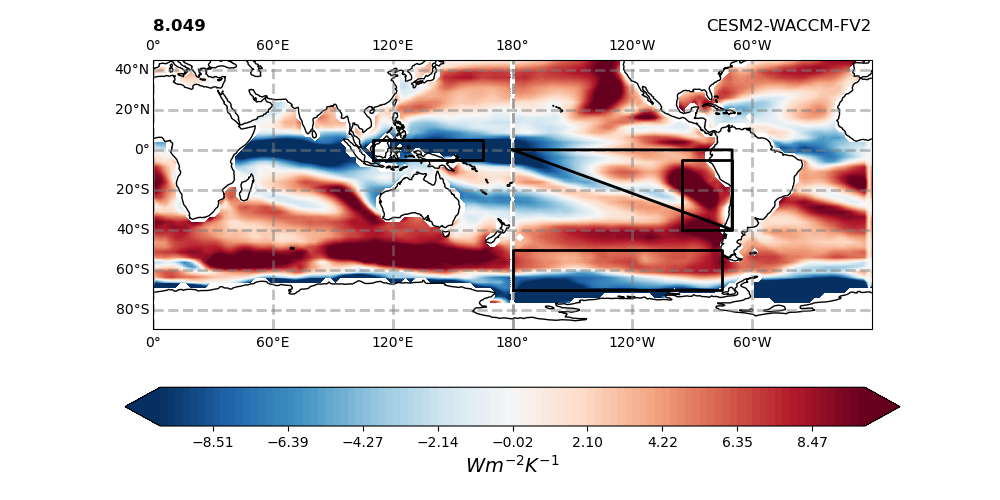 8.049 CESM2-WACCM-FV2
0° 60°E 120°E 180° 120°W 60°W
40°N
20°N
0°
20°S
40°S
60°S
80°S
0° 60°E 120°E 180° 120°W 60°W
−8.51 −6.39 −4.27 −2.14 −0.02 2.10 4.22 6.35 8.47
Wm⁻²K⁻¹